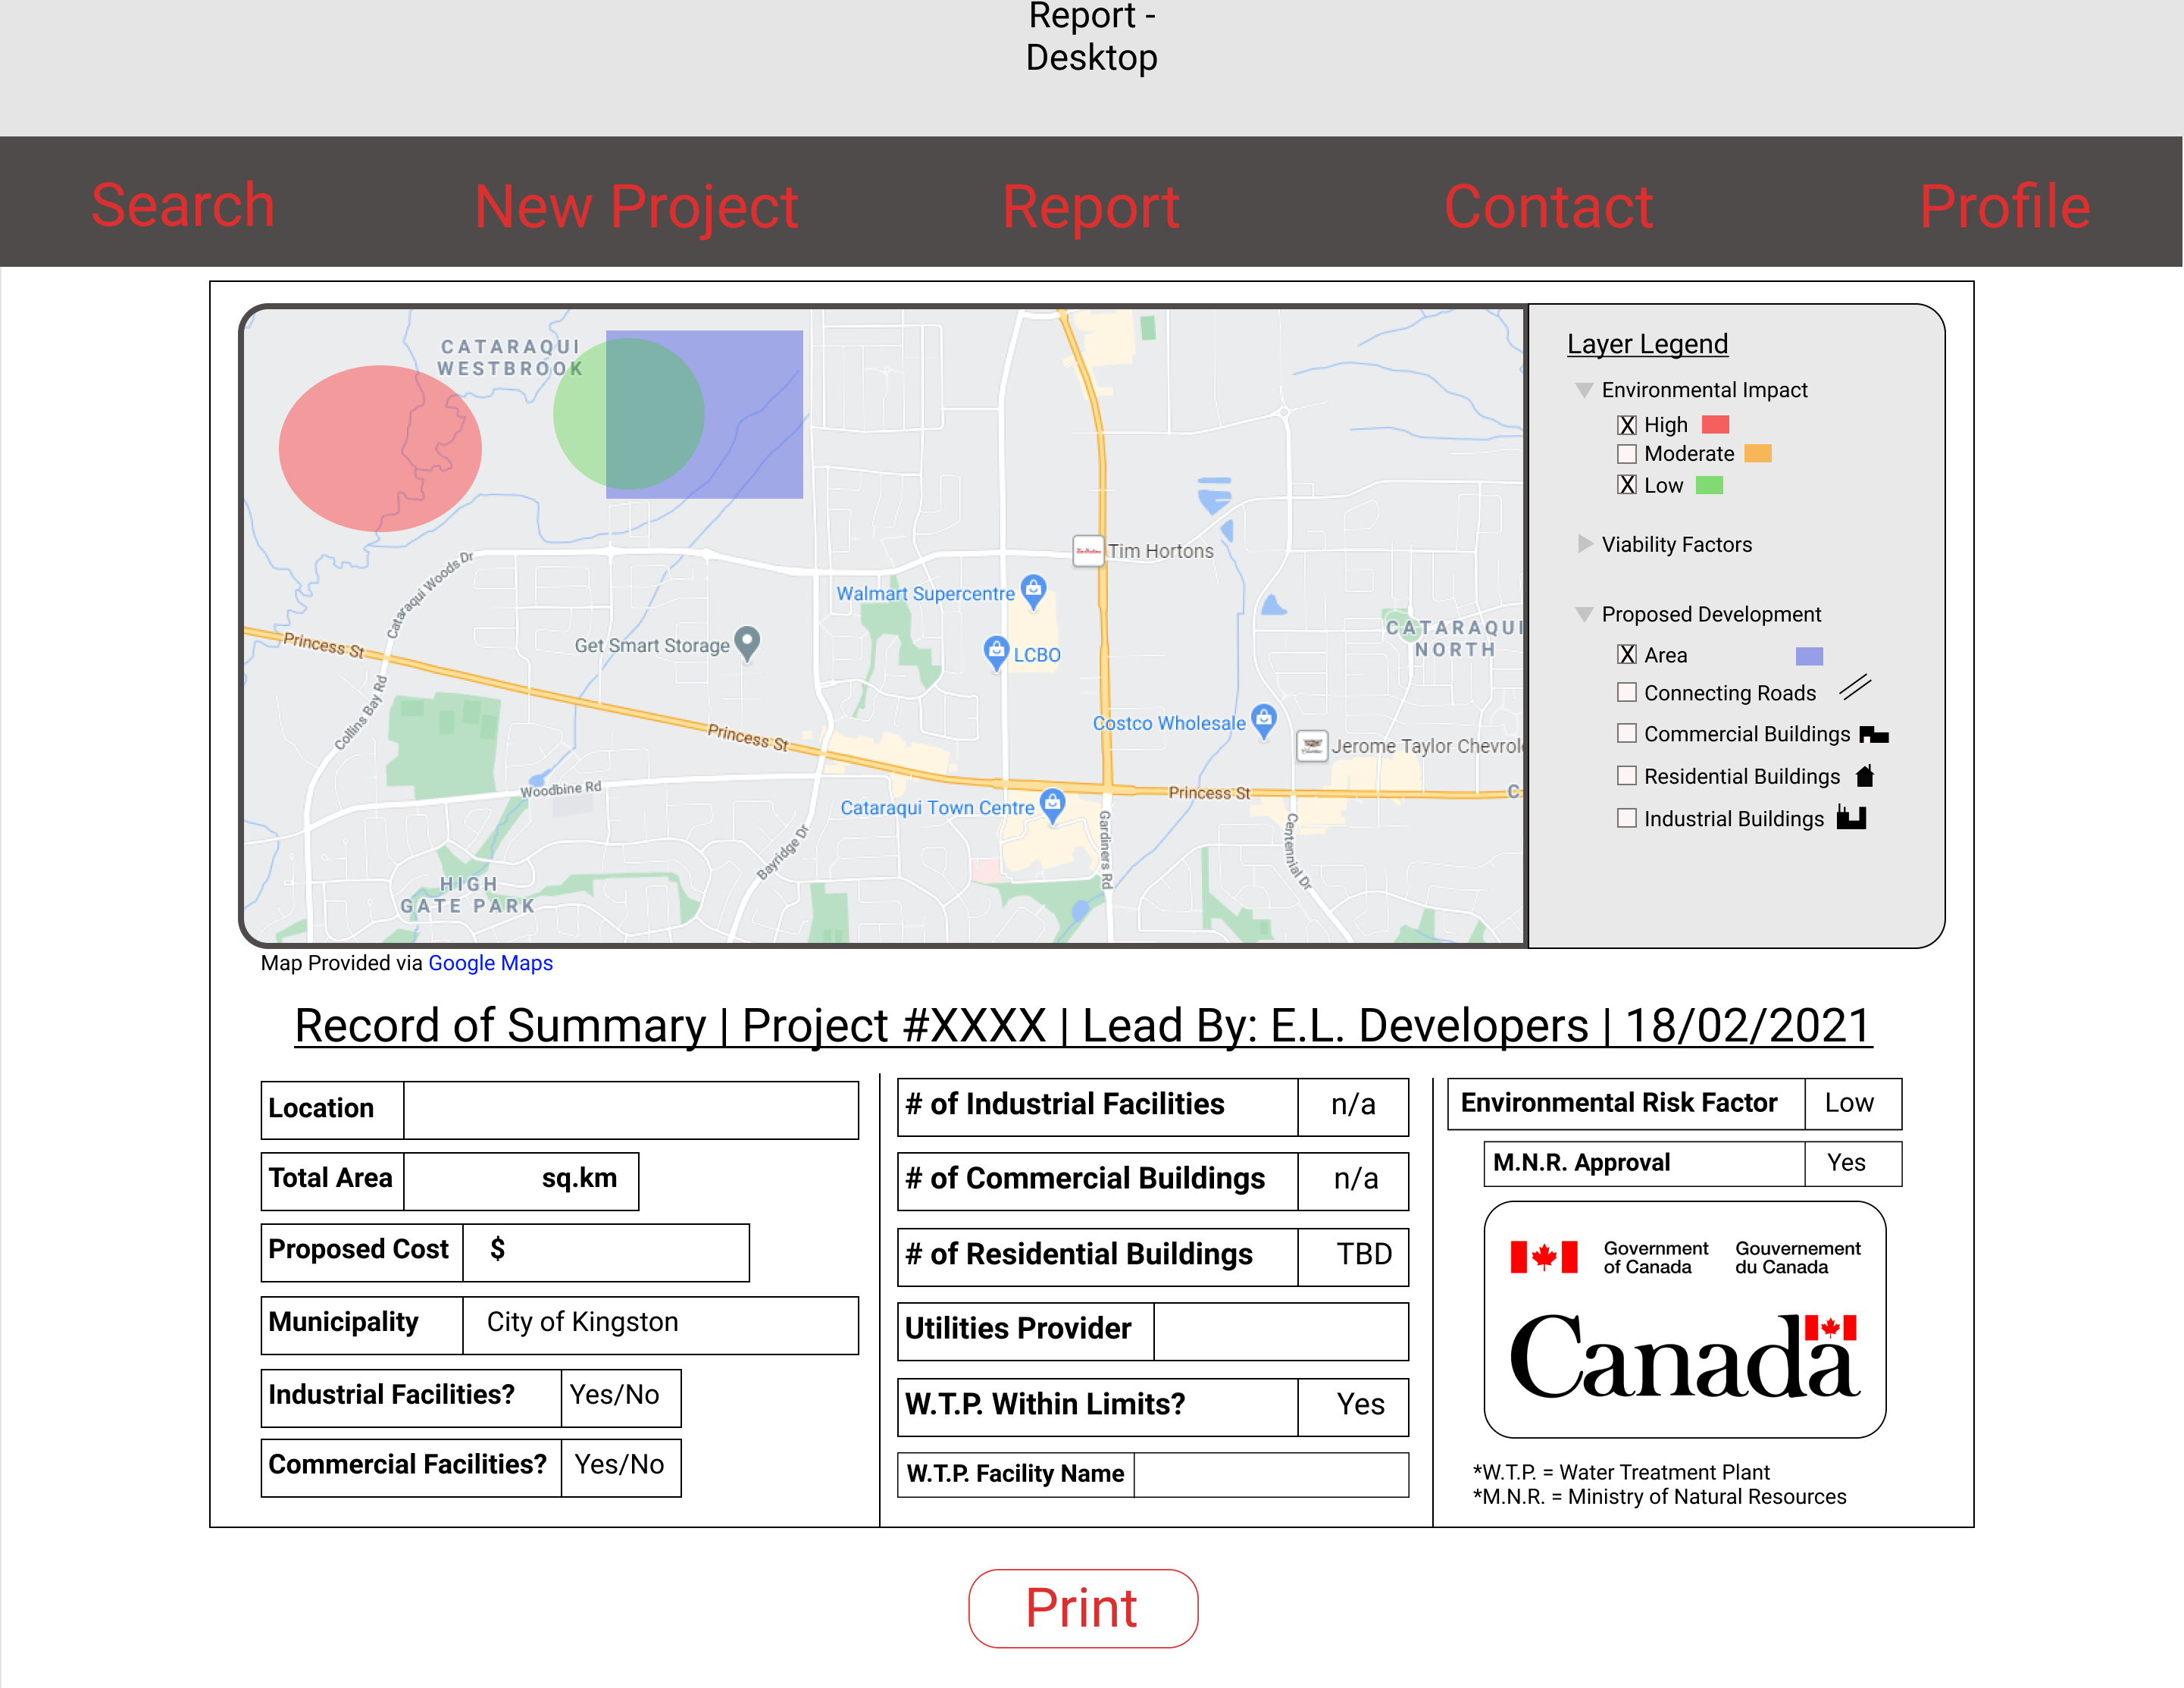 Report -
Desktop
Search
New Project
Report
Contact
Profile
CATARAQUI
WESTBROOK
Tim Hortons
Cataraqui Woods Dr
Walmart Supercentre
Princess St
Get Smart Storage
LCBO
CATARAQUI
NORTH
Collins Bay Rd
Princess St
Costco Wholesale
Jerome Taylor Chevrol
Woodbine Rd
Princess St
C
Cataraqui Town Centre
Bayridge Dr
Gardiners Rd
Centennial Dr
HIGH
GATE PARK
Layer Legend
Environmental Impact
X High
Moderate
X Low
Viability Factors
Proposed Development
X Area
Connecting Roads
Commercial Buildings
Residential Buildings
Industrial Buildings
Map Provided via Google Maps
Record of Summary | Project #XXXX | Lead By: E.L. Developers | 18/02/2021
Location
Total Area sq.km
Proposed Cost $
Municipality City of Kingston
Industrial Facilities? Yes/No
Commercial Facilities? Yes/No
# of Industrial Facilities n/a
# of Commercial Buildings n/a
# of Residential Buildings TBD
Utilities Provider
W.T.P. Within Limits? Yes
W.T.P. Facility Name
Environmental Risk Factor Low
M.N.R. Approval Yes
Government Gouvernement
of Canada du Canada
Canada
*W.T.P. = Water Treatment Plant
*M.N.R. = Ministry of Natural Resources
Print